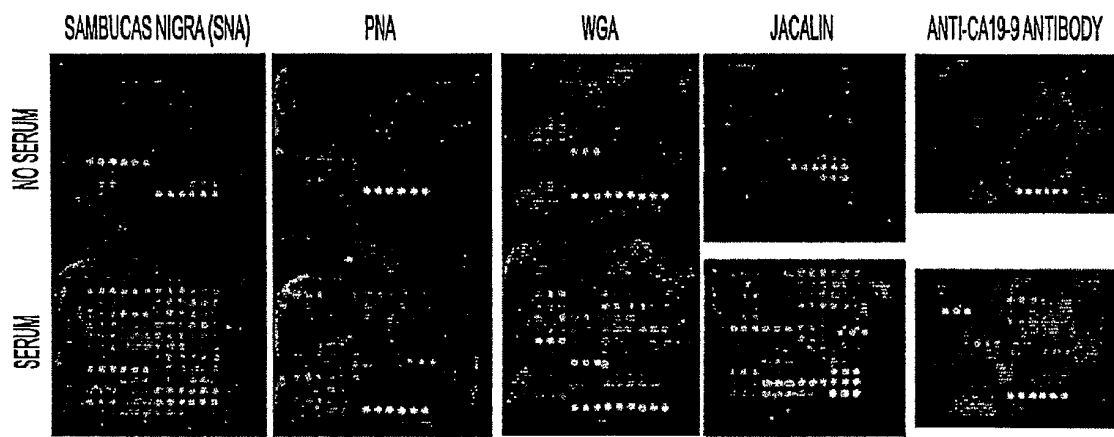 SAMBUCAS NIGRA (SNA)
PNA
WGA
JACALIN
ANTI-CA19-9 ANTIBODY
NO SERUM
SERUM